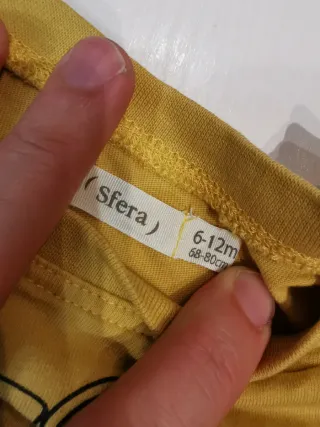 ( Sfera )
6-12m
68-80cm